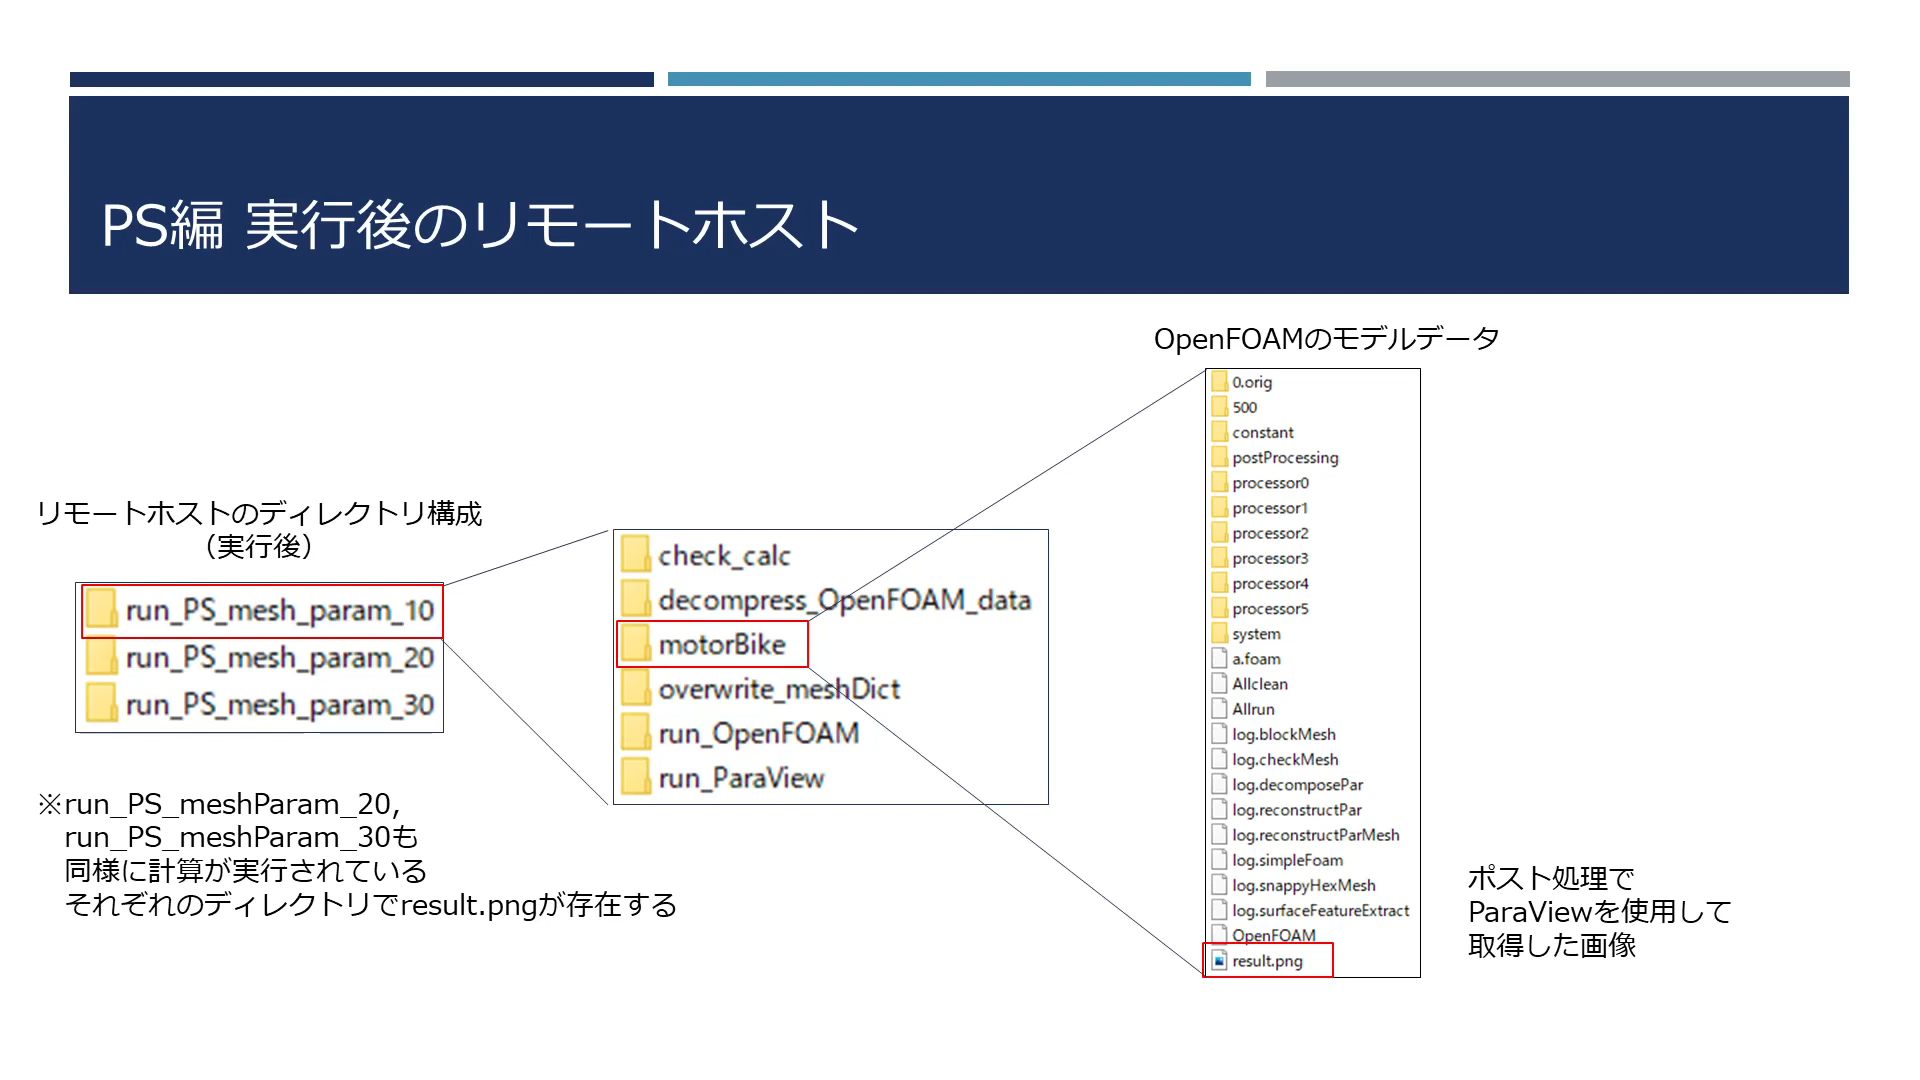 PS編 実行後のリモートホスト
リモートホストのディレクトリ構成
（実行後）
run_PS_mesh_param_10
run_PS_mesh_param_20
run_PS_mesh_param_30
※run_PS_meshParam_20,
run_PS_meshParam_30も
同様に計算が実行されている
それぞれのディレクトリでresult.pngが存在する
check_calc
decompress_OpenFOAM_data
motorBike
overwrite_meshDict
run_OpenFOAM
run_ParaView
OpenFOAMのモデルデータ
0.orig
500
constant
postProcessing
processor0
processor1
processor2
processor3
processor4
processor5
system
a.foam
Allclean
Allrun
log.blockMesh
log.checkMesh
log.decomposePar
log.reconstructPar
log.reconstructParMesh
log.simpleFoam
log.snappyHexMesh
log.surfaceFeatureExtract
OpenFOAM
result.png
ポスト処理で
ParaViewを使用して
取得した画像